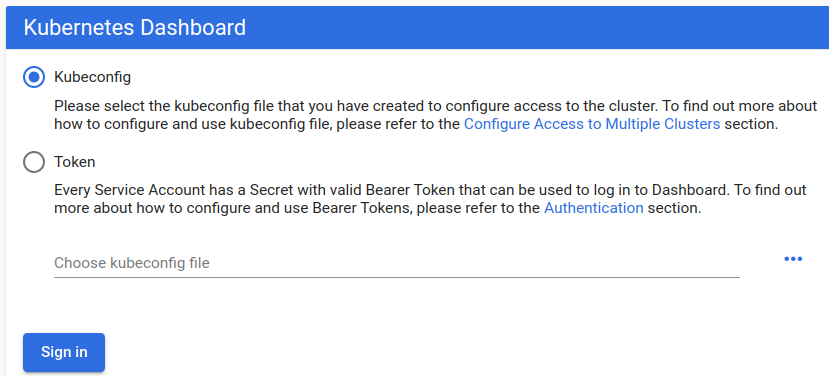 Kubernetes Dashboard
Kubeconfig
Please select the kubeconfig file that you have created to configure access to the cluster. To find out more about
how to configure and use kubeconfig file, please refer to the Configure Access to Multiple Clusters section.
Token
Every Service Account has a Secret with valid Bearer Token that can be used to log in to Dashboard. To find out
more about how to configure and use Bearer Tokens, please refer to the Authentication section.
Choose kubeconfig file
Sign in